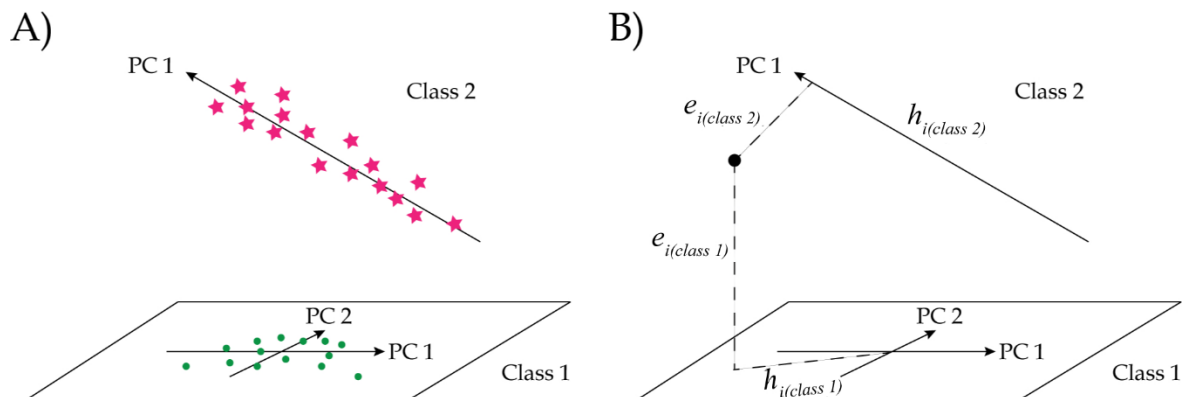 A)
PC 1
Class 2
PC 2
PC 1
Class 1
B)
PC 1
Class 2
e i(class 2)
h i(class 2)
e i(class 1)
PC 2
PC 1
h i(class 1)
Class 1